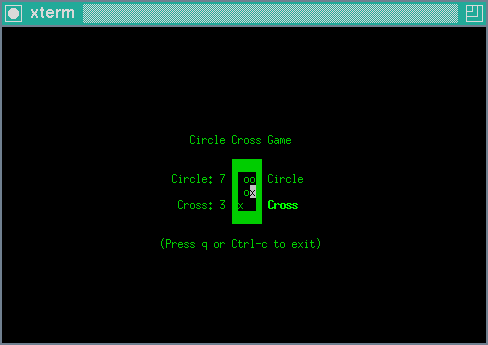 xterm
Circle Cross Game
Circle: 7 oo Circle
ox
Cross: 3 x Cross
(Press q or Ctrl-c to exit)